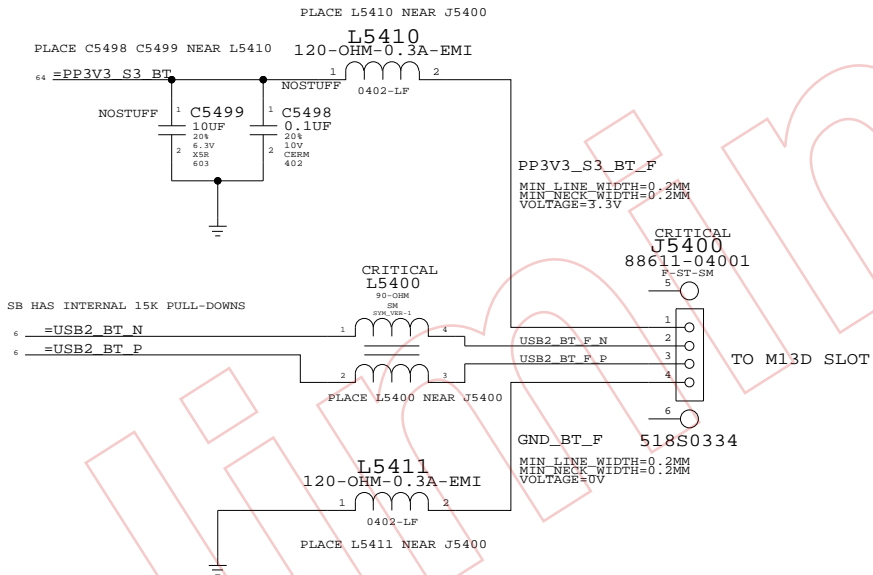 PLACE L5410 NEAR J5400
L5410
120-OHM-0.3A-EMI
PLACE C5498 C5499 NEAR L5410
64 =PP3V3_S3_BT
1 2
NOSTUFF
0402-LF
NOSTUFF
1 C5499
10UF
20%
6.3V
2 X5R
603
1 C5498
0.1UF
20%
10V
2 CERM
402
PP3V3_S3_BT_F
MIN_LINE_WIDTH=0.2MM
MIN_NECK_WIDTH=0.2MM
VOLTAGE=3.3V
CRITICAL
J5400
88611-04001
F-ST-SM
5
CRITICAL
L5400
90-OHM
SM
SYM_VER-1
SB HAS INTERNAL 15K PULL-DOWNS
6 =USB2_BT_N
1 4
6 =USB2_BT_P
2 3
USB2_BT_F_N
USB2_BT_F_P
1
2
3
4
TO M13D SLOT
PLACE L5400 NEAR J5400
6
518S0334
GND_BT_F
MIN_LINE_WIDTH=0.2MM
MIN_NECK_WIDTH=0.2MM
VOLTAGE=0V
L5411
120-OHM-0.3A-EMI
1 2
0402-LF
PLACE L5411 NEAR J5400
limin